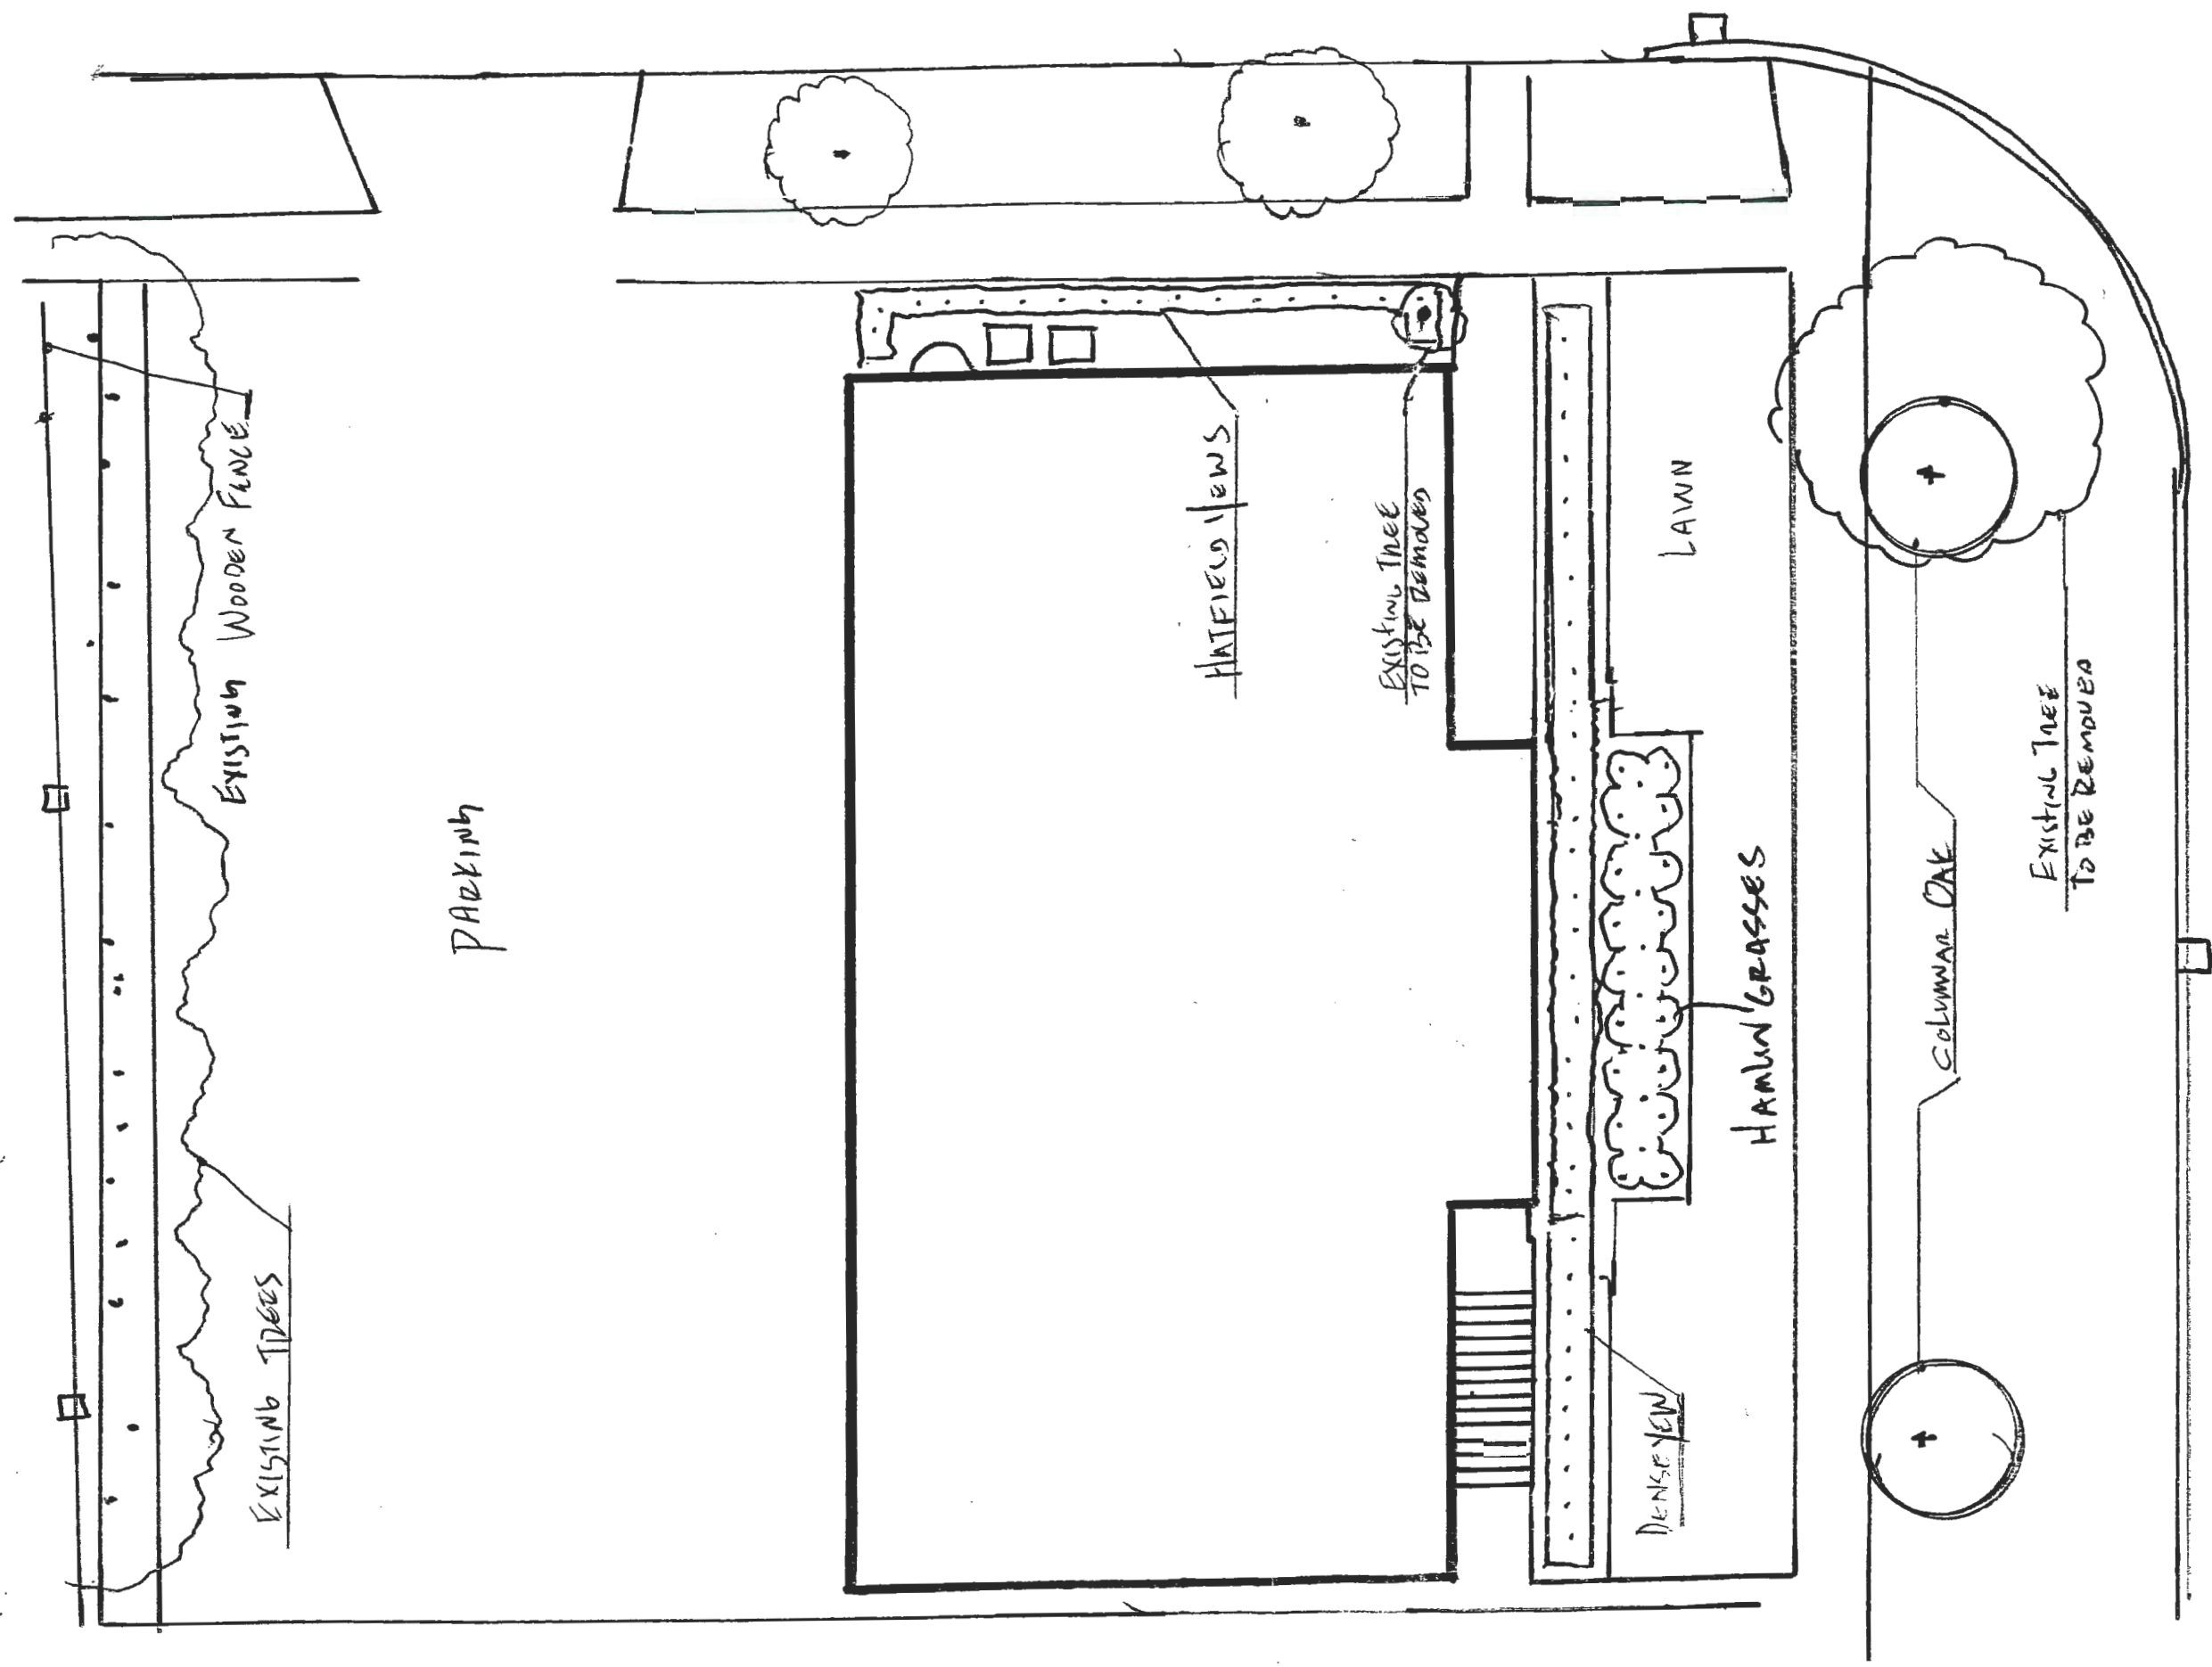 EXISTING WOODEN FENCE
EXISTING TREES
PARKING
HATFIELD YEWS
EXISTING TREE
TO BE REMOVED
LAWN
HAMLIN GRASSES
DENSE YEW
COLUMNAR OAK
EXISTING TREE
TO BE REMOVED